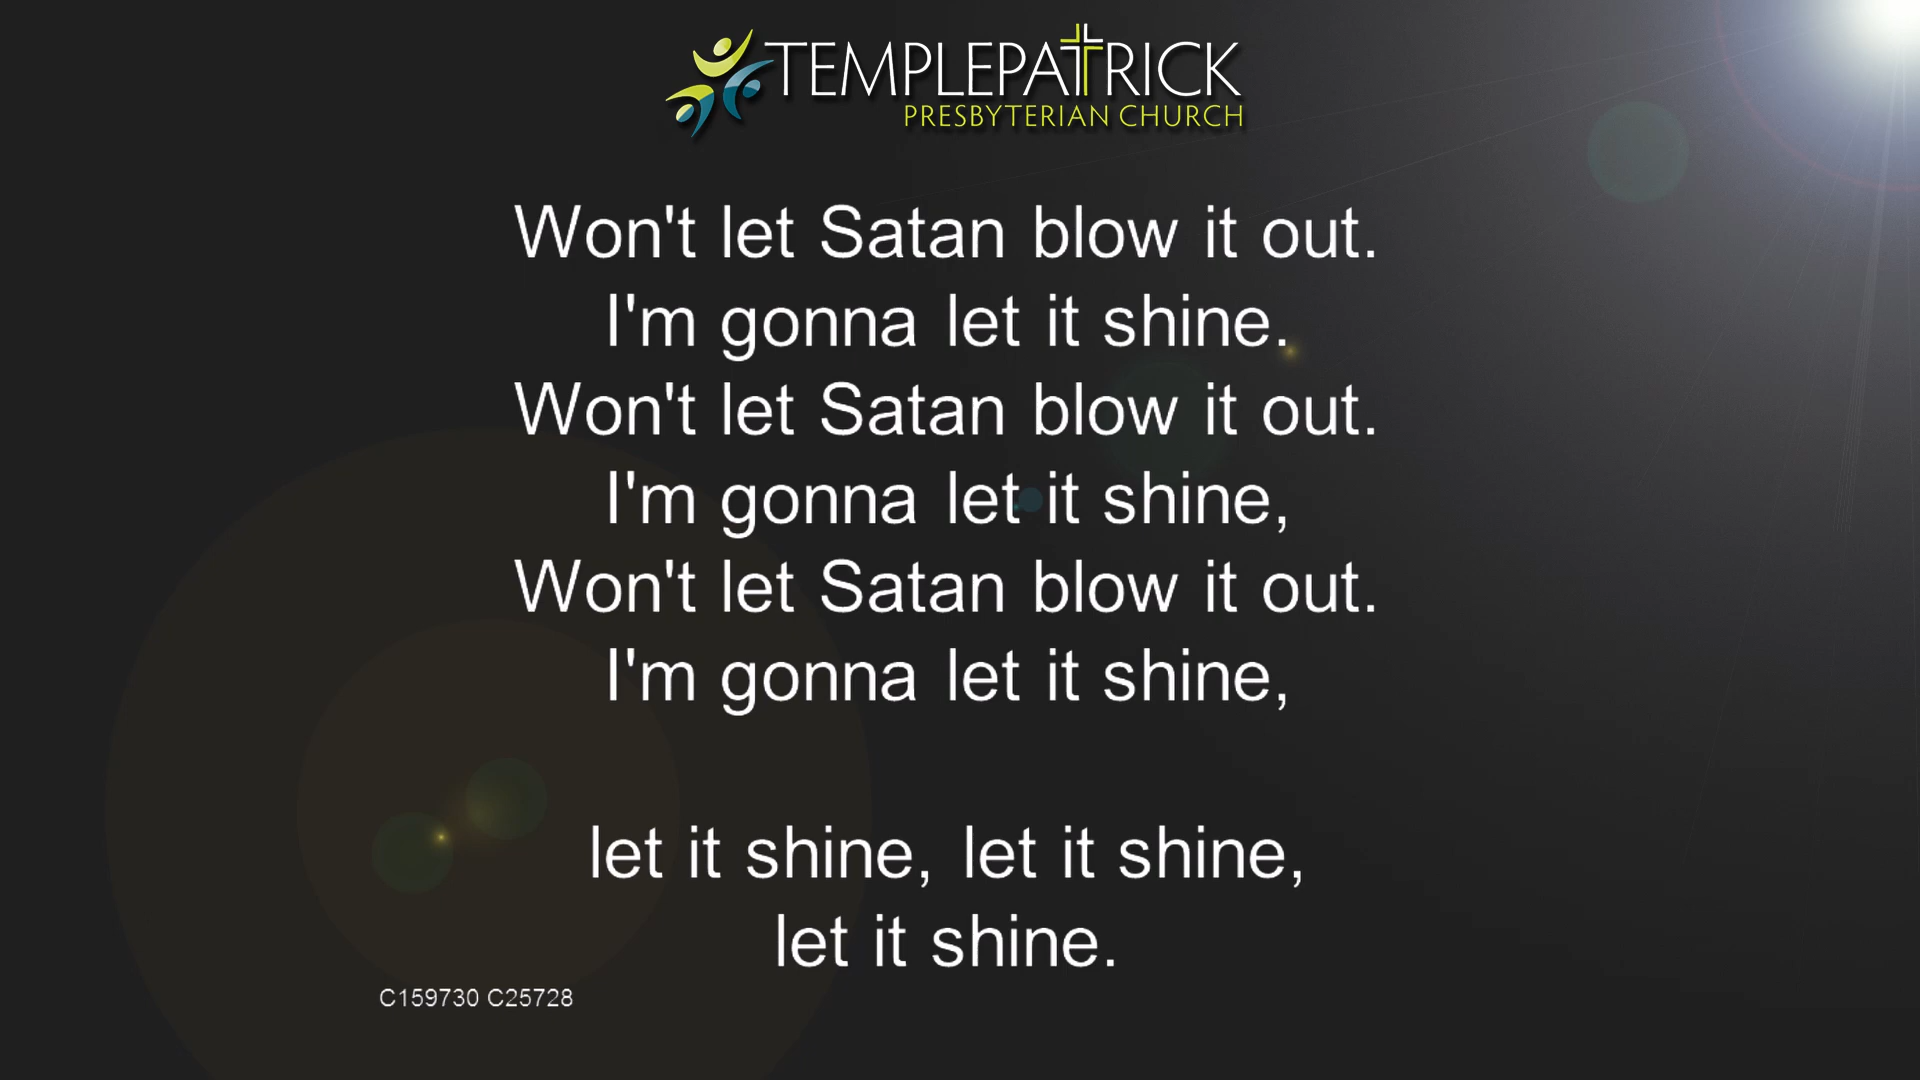 TEMPLEPATRICK
PRESBYTERIAN CHURCH
Won't let Satan blow it out.
I'm gonna let it shine.
Won't let Satan blow it out.
I'm gonna let it shine,
Won't let Satan blow it out.
I'm gonna let it shine,
let it shine, let it shine,
let it shine.
C159730 C25728